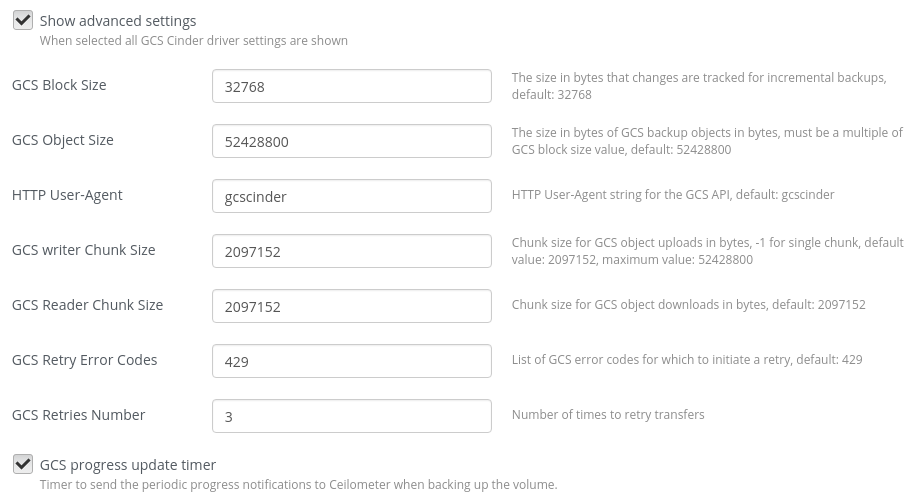 Show advanced settings
When selected all GCS Cinder driver settings are shown
GCS Block Size
32768
The size in bytes that changes are tracked for incremental backups,
default: 32768
GCS Object Size
52428800
The size in bytes of GCS backup objects in bytes, must be a multiple of
GCS block size value, default: 52428800
HTTP User-Agent
gcscinder
HTTP User-Agent string for the GCS API, default: gcscinder
GCS writer Chunk Size
2097152
Chunk size for GCS object uploads in bytes, -1 for single chunk, default
value: 2097152, maximum value: 52428800
GCS Reader Chunk Size
2097152
Chunk size for GCS object downloads in bytes, default: 2097152
GCS Retry Error Codes
429
List of GCS error codes for which to initiate a retry, default: 429
GCS Retries Number
3
Number of times to retry transfers
GCS progress update timer
Timer to send the periodic progress notifications to Ceilometer when backing up the volume.